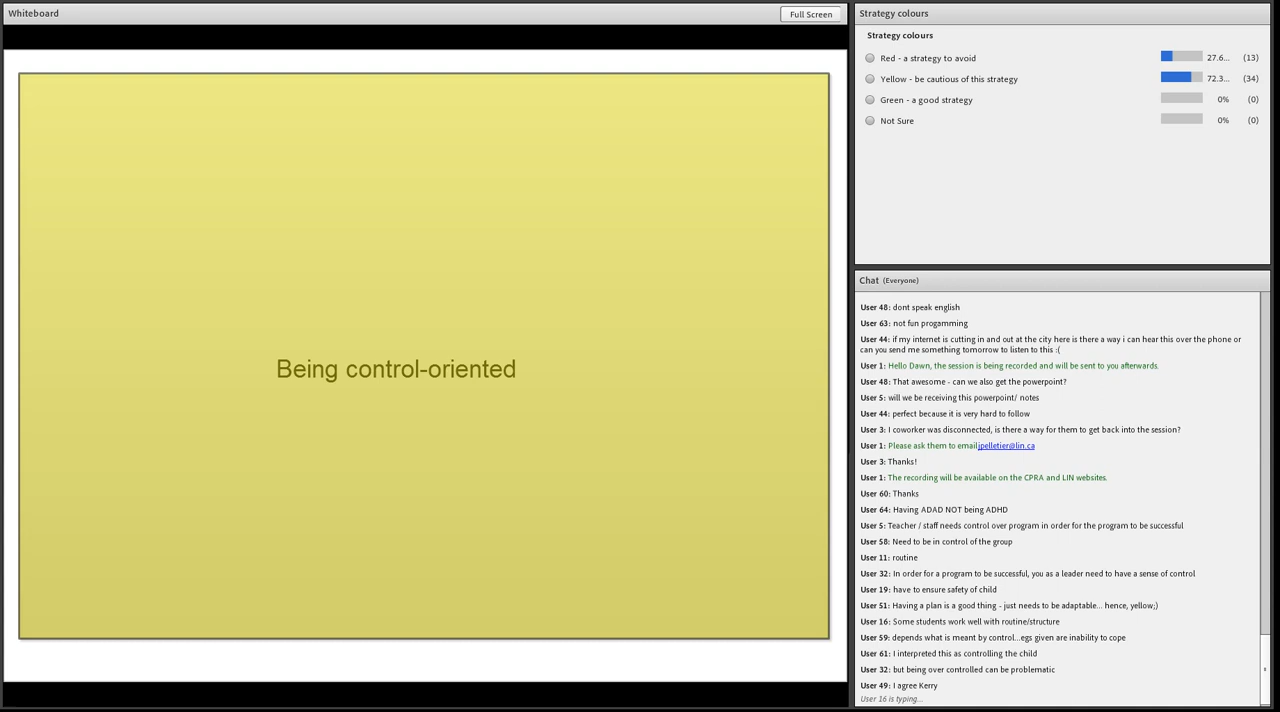 Whiteboard
Full Screen
Being control-oriented
Strategy colours
Strategy colours
Red - a strategy to avoid 27.6... (13)
Yellow - be cautious of this strategy 72.3... (34)
Green - a good strategy 0% (0)
Not Sure 0% (0)
Chat (Everyone)
User 48: dont speak english
User 63: not fun progamming
User 44: if my internet is cutting in and out at the city here is there a way i can hear this over the phone or
can you send me something tomorrow to listen to this :(
User 1: Hello Dawn, the session is being recorded and will be sent to you afterwards.
User 48: That awesome - can we also get the powerpoint?
User 5: will we be receiving this powerpoint/ notes
User 44: perfect because it is very hard to follow
User 3: I coworker was disconnected, is there a way for them to get back into the session?
User 1: Please ask them to emailjpelletier@lin.ca
User 3: Thanks!
User 1: The recording will be available on the CPRA and LIN websites.
User 60: Thanks
User 64: Having ADAD NOT being ADHD
User 5: Teacher / staff needs control over program in order for the program to be successful
User 58: Need to be in control of the group
User 11: routine
User 32: In order for a program to be successful, you as a leader need to have a sense of control
User 19: have to ensure safety of child
User 51: Having a plan is a good thing - just needs to be adaptable... hence, yellow;)
User 16: Some students work well with routine/structure
User 59: depends what is meant by control...egs given are inability to cope
User 61: I interpreted this as controlling the child
User 32: but being over controlled can be problematic
User 49: I agree Kerry
User 16 is typing...